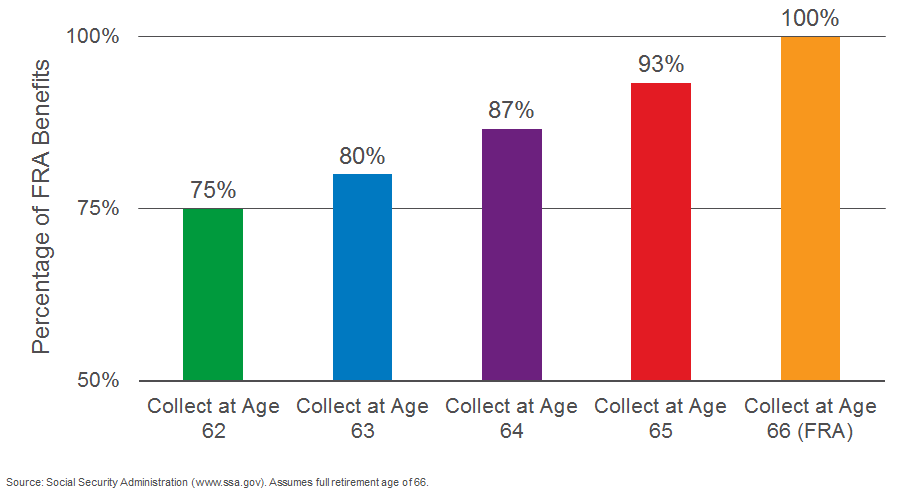 Percentage of FRA Benefits
100%
75%
50%
75%
80%
87%
93%
100%
Collect at Age
62
Collect at Age
63
Collect at Age
64
Collect at Age
65
Collect at Age
66 (FRA)
Source: Social Security Administration (www.ssa.gov). Assumes full retirement age of 66.